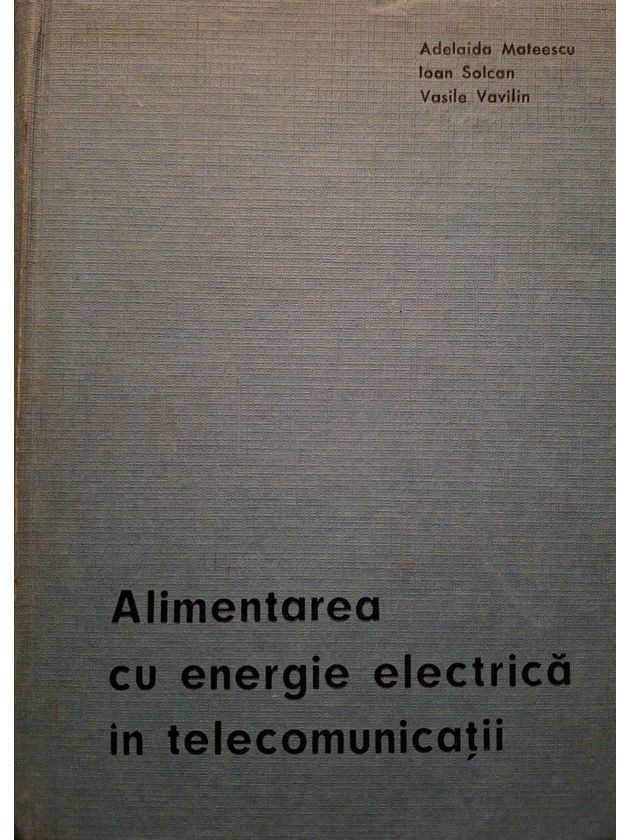 Adelaida Mateescu
Ioan Solcan
Vasile Vavilin
Alimentarea
cu energie electrică
in telecomunicații